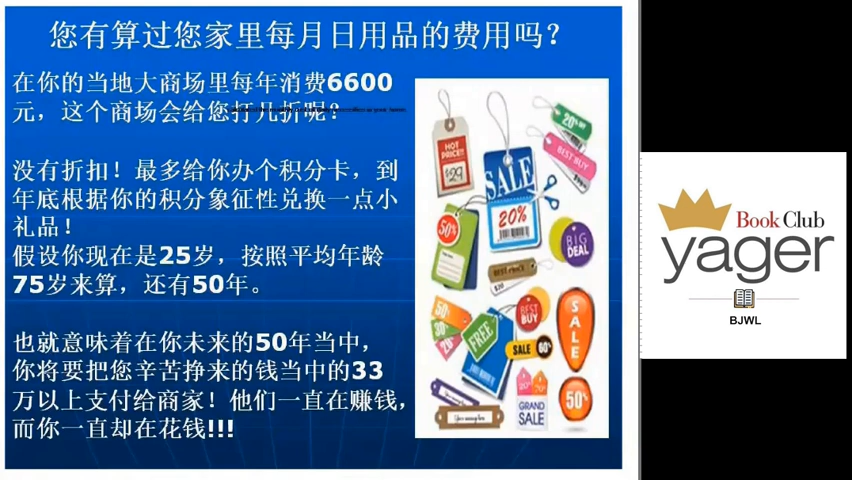 您有算过您家里每月日用品的费用吗？
在你的当地大商场里每年消费6600
元，这个商场会给您打几折呢？
没有折扣！最多给你办个积分卡，到
年底根据你的积分象征性兑换一点小
礼品！
假设你现在是25岁，按照平均年龄
75岁来算，还有50年。
也就意味着在你未来的50年当中，
你将要把您辛苦挣来的钱当中的33
万以上支付给商家！他们一直在赚钱，
而你一直却在花钱!!!
HOT
PRICE!!
$29
SALE
20%
20%
BEST BUY
50%
BIG
DEAL
BEST PRICE
50%
30%
20%
FREE
BEST
BUY
SALE
60%
SALE
GRAND
SALE
50%
Book Club
yager
BJWL